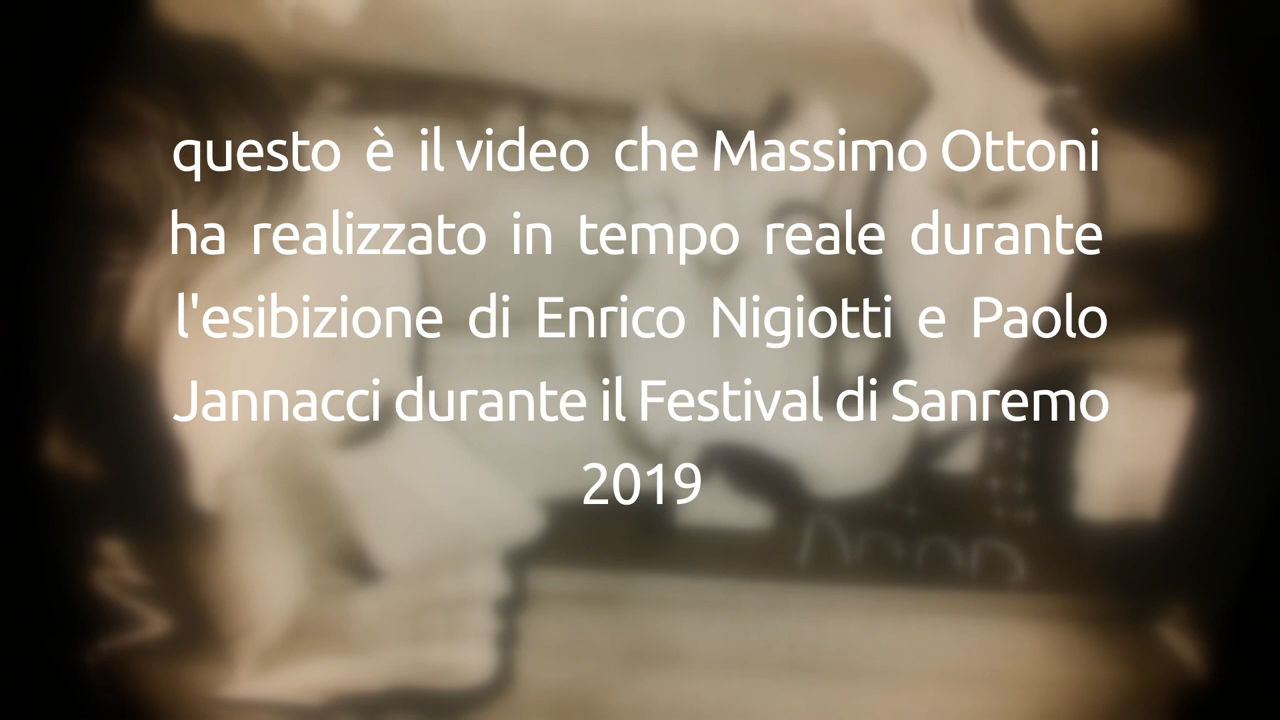 questo è il video che Massimo Ottoni
ha realizzato in tempo reale durante
l'esibizione di Enrico Nigiotti e Paolo
Jannacci durante il Festival di Sanremo
2019